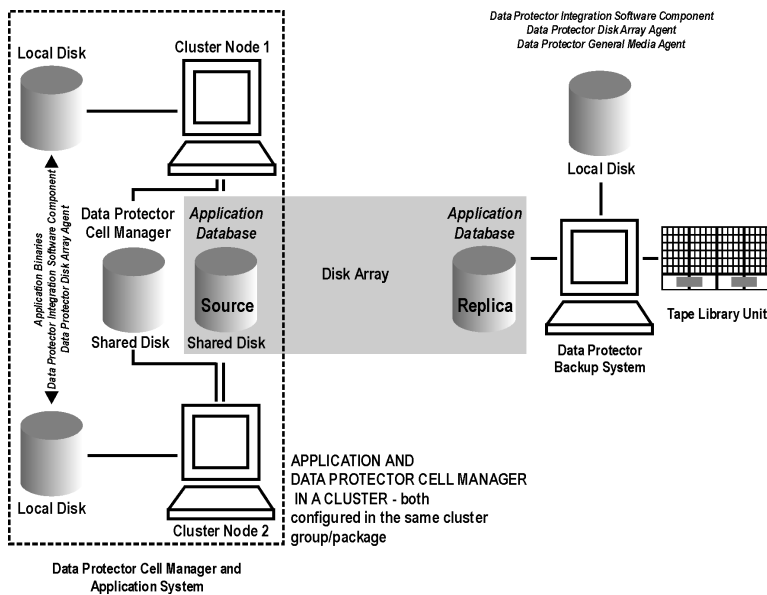 Data Protector Integration Software Component
Data Protector Disk Array Agent
Data Protector General Media Agent
Cluster Node 1
Local Disk
Local Disk
Application Binaries
Data Protector Integration Software Component
Data Protector Disk Array Agent
Data Protector
Cell Manager
Application
Database
Application
Database
Disk Array
Source
Replica
Shared Disk
Shared Disk
Tape Library Unit
Data Protector
Backup System
Local Disk
Cluster Node 2
APPLICATION AND
DATA PROTECTOR CELL MANAGER
IN A CLUSTER - both
configured in the same cluster
group/package
Data Protector Cell Manager and
Application System